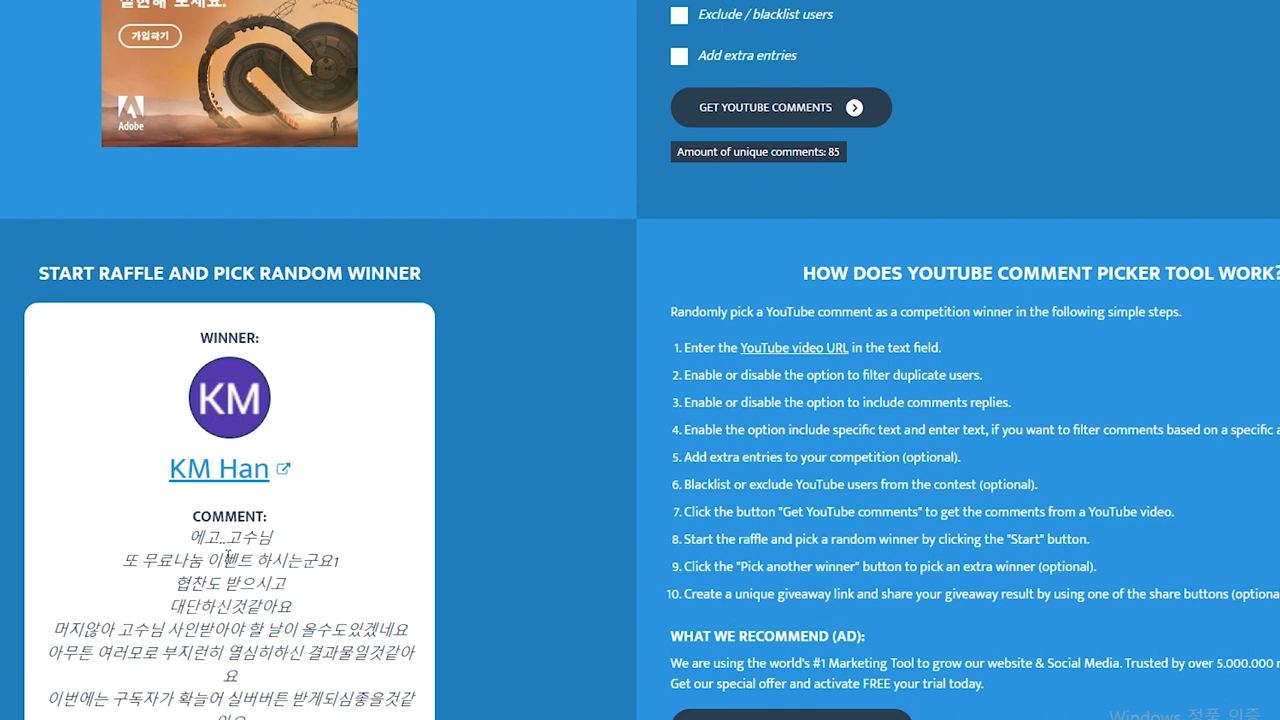 가입하기
Adobe
Exclude / blacklist users
Add extra entries
GET YOUTUBE COMMENTS
Amount of unique comments: 85
START RAFFLE AND PICK RANDOM WINNER
WINNER:
KM
KM Han
COMMENT:
에고..고수님
또 무료나눔 이벤트 하시는군요1
협찬도 받으시고
대단하신것같아요
머지않아 고수님 사인받아야 할 날이 올수도있겠네요
아무튼 여러모로 부지런히 열심히하신 결과물일것같아
요
이번에는 구독자가 확늘어 실버버튼 받게되심좋을것같
HOW DOES YOUTUBE COMMENT PICKER TOOL WORK?
Randomly pick a YouTube comment as a competition winner in the following simple steps.
1. Enter the YouTube video URL in the text field.
2. Enable or disable the option to filter duplicate users.
3. Enable or disable the option to include comments replies.
4. Enable the option include specific text and enter text, if you want to filter comments based on a specific
5. Add extra entries to your competition (optional).
6. Blacklist or exclude YouTube users from the contest (optional).
7. Click the button "Get YouTube comments" to get the comments from a YouTube video.
8. Start the raffle and pick a random winner by clicking the "Start" button.
9. Click the "Pick another winner" button to pick an extra winner (optional).
10. Create a unique giveaway link and share your giveaway result by using one of the share buttons (optiona
WHAT WE RECOMMEND (AD):
We are using the world's #1 Marketing Tool to grow our website & Social Media. Trusted by over 5.000.000
Get our special offer and activate FREE your trial today.
Windows 정품 인증